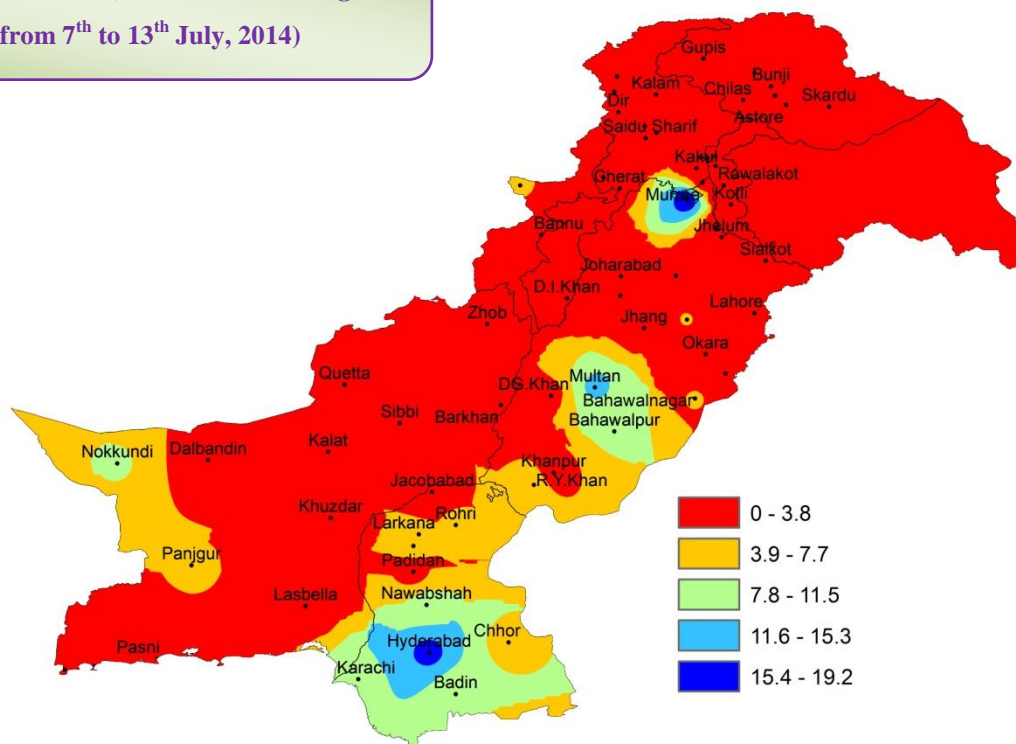 from 7th to 13th July, 2014)
Gupis
Bunji
Kalam
Chilas
Skardu
Dir
Astore
Saidu Sharif
Kakul
Rawalakot
Gherat
Kotli
Bannu
Jhelum
Sialkot
Joharabad
D.I.Khan
Lahore
Zhob
Jhang
Okara
Quetta
DG.Khan
Multan
Bahawalnagar
Sibbi
Barkhan
Bahawalpur
Kalat
Nokkundi
Dalbandin
Khanpur
Jacobabad
R.Y.Khan
Khuzdar
Rohri
Larkana
Panjgur
Padidan
Lasbella
Nawabshah
Chhor
Hyderabad
Pasni
Karachi
Badin
0 - 3.8
3.9 - 7.7
7.8 - 11.5
11.6 - 15.3
15.4 - 19.2